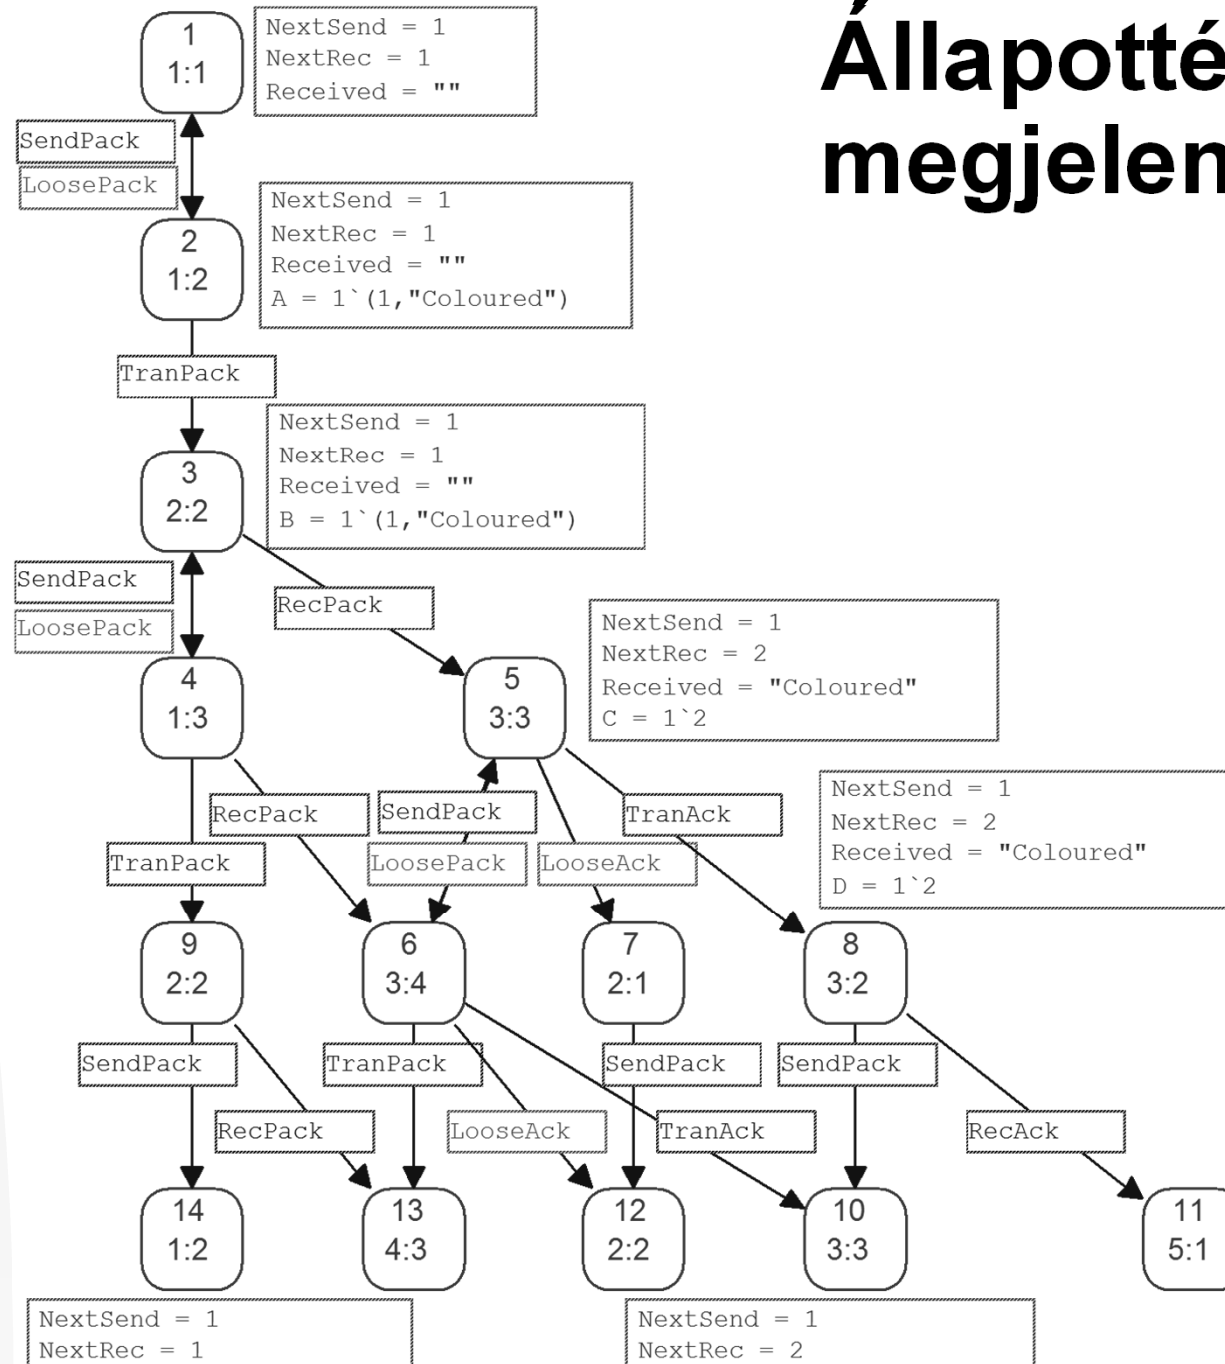 Állapotté
megjelen
1
1:1
NextSend = 1
NextRec = 1
Received = ""
SendPack
LoosePack
2
1:2
NextSend = 1
NextRec = 1
Received = ""
A = 1`(1,"Coloured")
TranPack
3
2:2
NextSend = 1
NextRec = 1
Received = ""
B = 1`(1,"Coloured")
SendPack
LoosePack
RecPack
4
1:3
5
3:3
NextSend = 1
NextRec = 2
Received = "Coloured"
C = 1`2
RecPack
SendPack
TranAck
TranPack
LoosePack
LooseAck
NextSend = 1
NextRec = 2
Received = "Coloured"
D = 1`2
9
2:2
6
3:4
7
2:1
8
3:2
SendPack
TranPack
SendPack
SendPack
RecPack
LooseAck
TranAck
RecAck
14
1:2
13
4:3
12
2:2
10
3:3
11
5:1
NextSend = 1
NextRec = 1
NextSend = 1
NextRec = 2